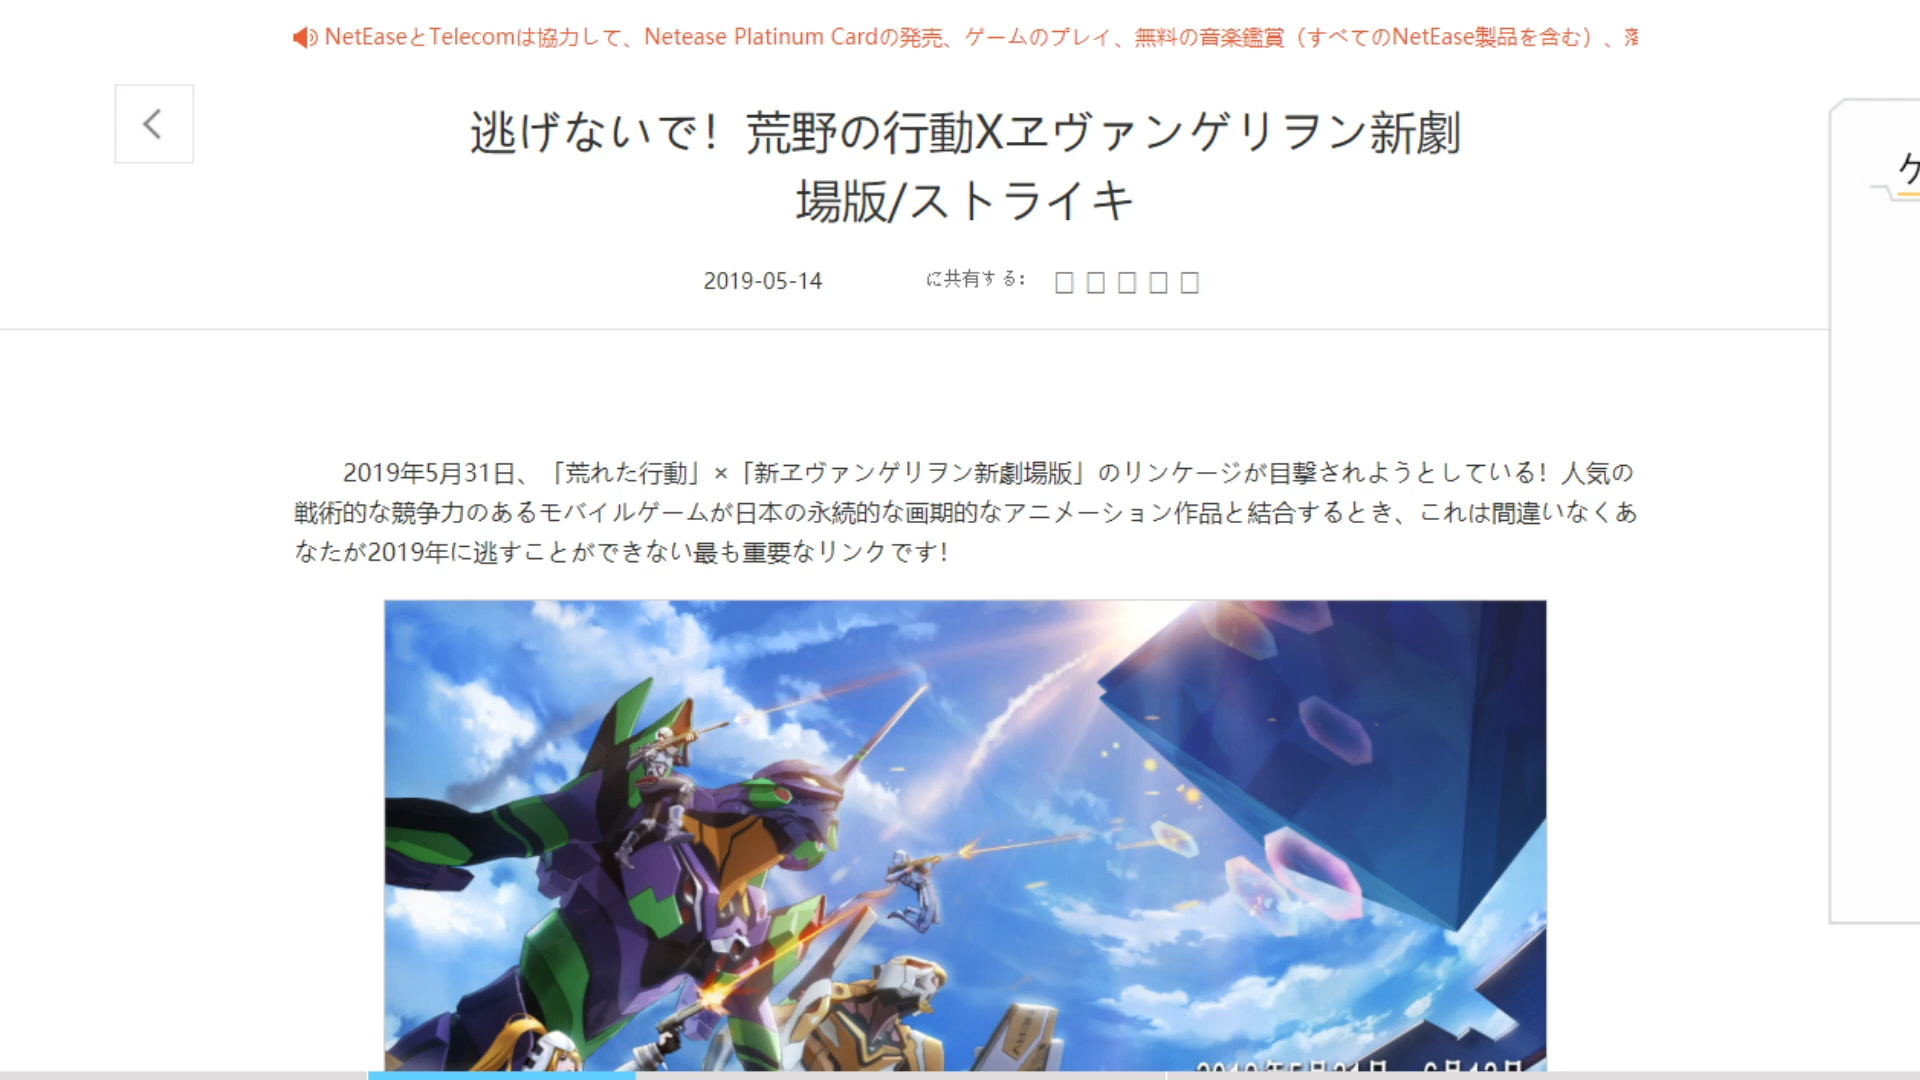 NetEaseとTelecomは協力して、Netease Platinum Cardの発売、ゲームのプレイ、無料の音楽鑑賞（すべてのNetEase製品を含む）、落
逃げないで！荒野の行動Xヱヴァンゲリヲン新劇
場版/ストライキ
2019-05-14 に共有する:
2019年5月31日、「荒れた行動」×「新ヱヴァンゲリヲン新劇場版」のリンケージが目撃されようとしている！人気の
戦術的な競争力のあるモバイルゲームが日本の永続的な画期的なアニメーション作品と結合するとき、これは間違いなくあ
なたが2019年に逃すことができない最も重要なリンクです！